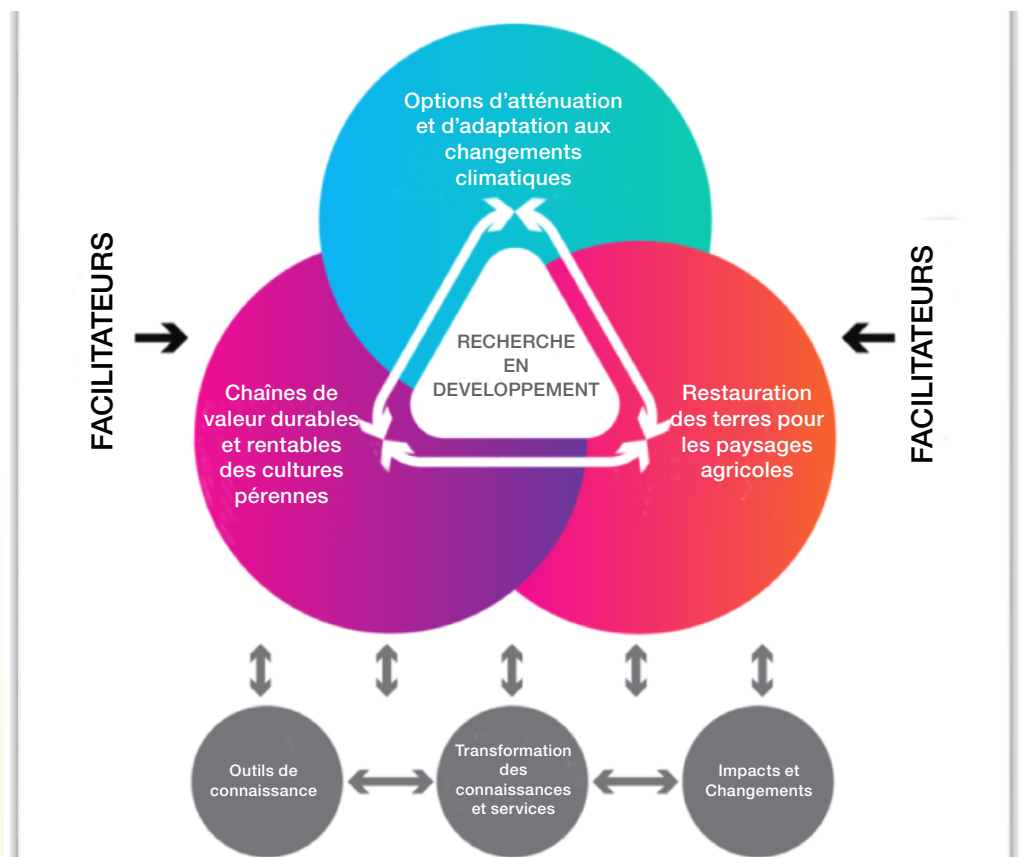 Options d'atténuation
et d'adaptation aux
changements
climatiques
FACILITATEURS
FACILITATEURS
RECHERCHE
EN
DEVELOPPEMENT
Chaînes de
valeur durables
et rentables
des cultures
pérennes
Restauration
des terres pour
les paysages
agricoles
Outils de
connaissance
Transformation
des
connaissances
et services
Impacts et
Changements